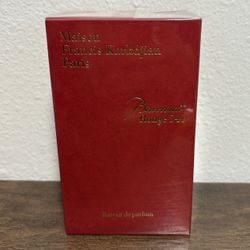 Maison
Francis Kurkdjian
Paris
Baccarat
Rouge 540
Extrait de parfum